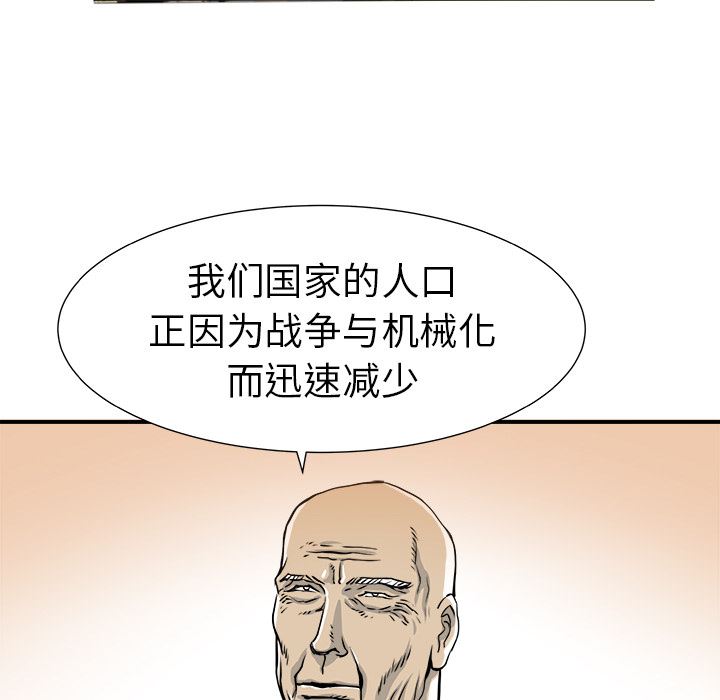 我们国家的人口
正因为战争与机械化
而迅速减少